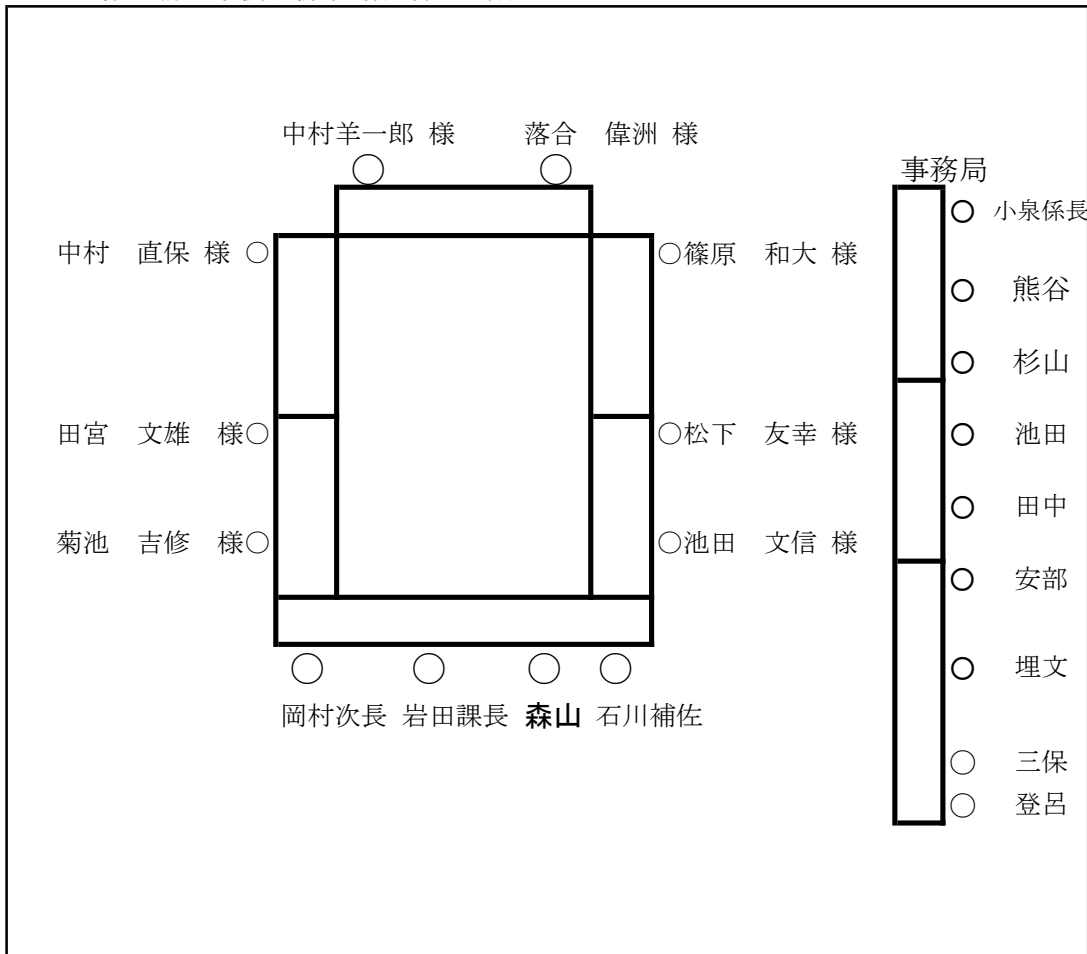 中村羊一郎 様 落合 偉洲 様
事務局
小泉係長
中村 直保 様 ○ ○篠原 和大 様
熊谷
杉山
田宮 文雄 様○ ○松下 友幸 様
池田
田中
菊池 吉修 様○ ○池田 文信 様
安部
埋文
岡村次長 岩田課長 森山 石川補佐
三保
登呂